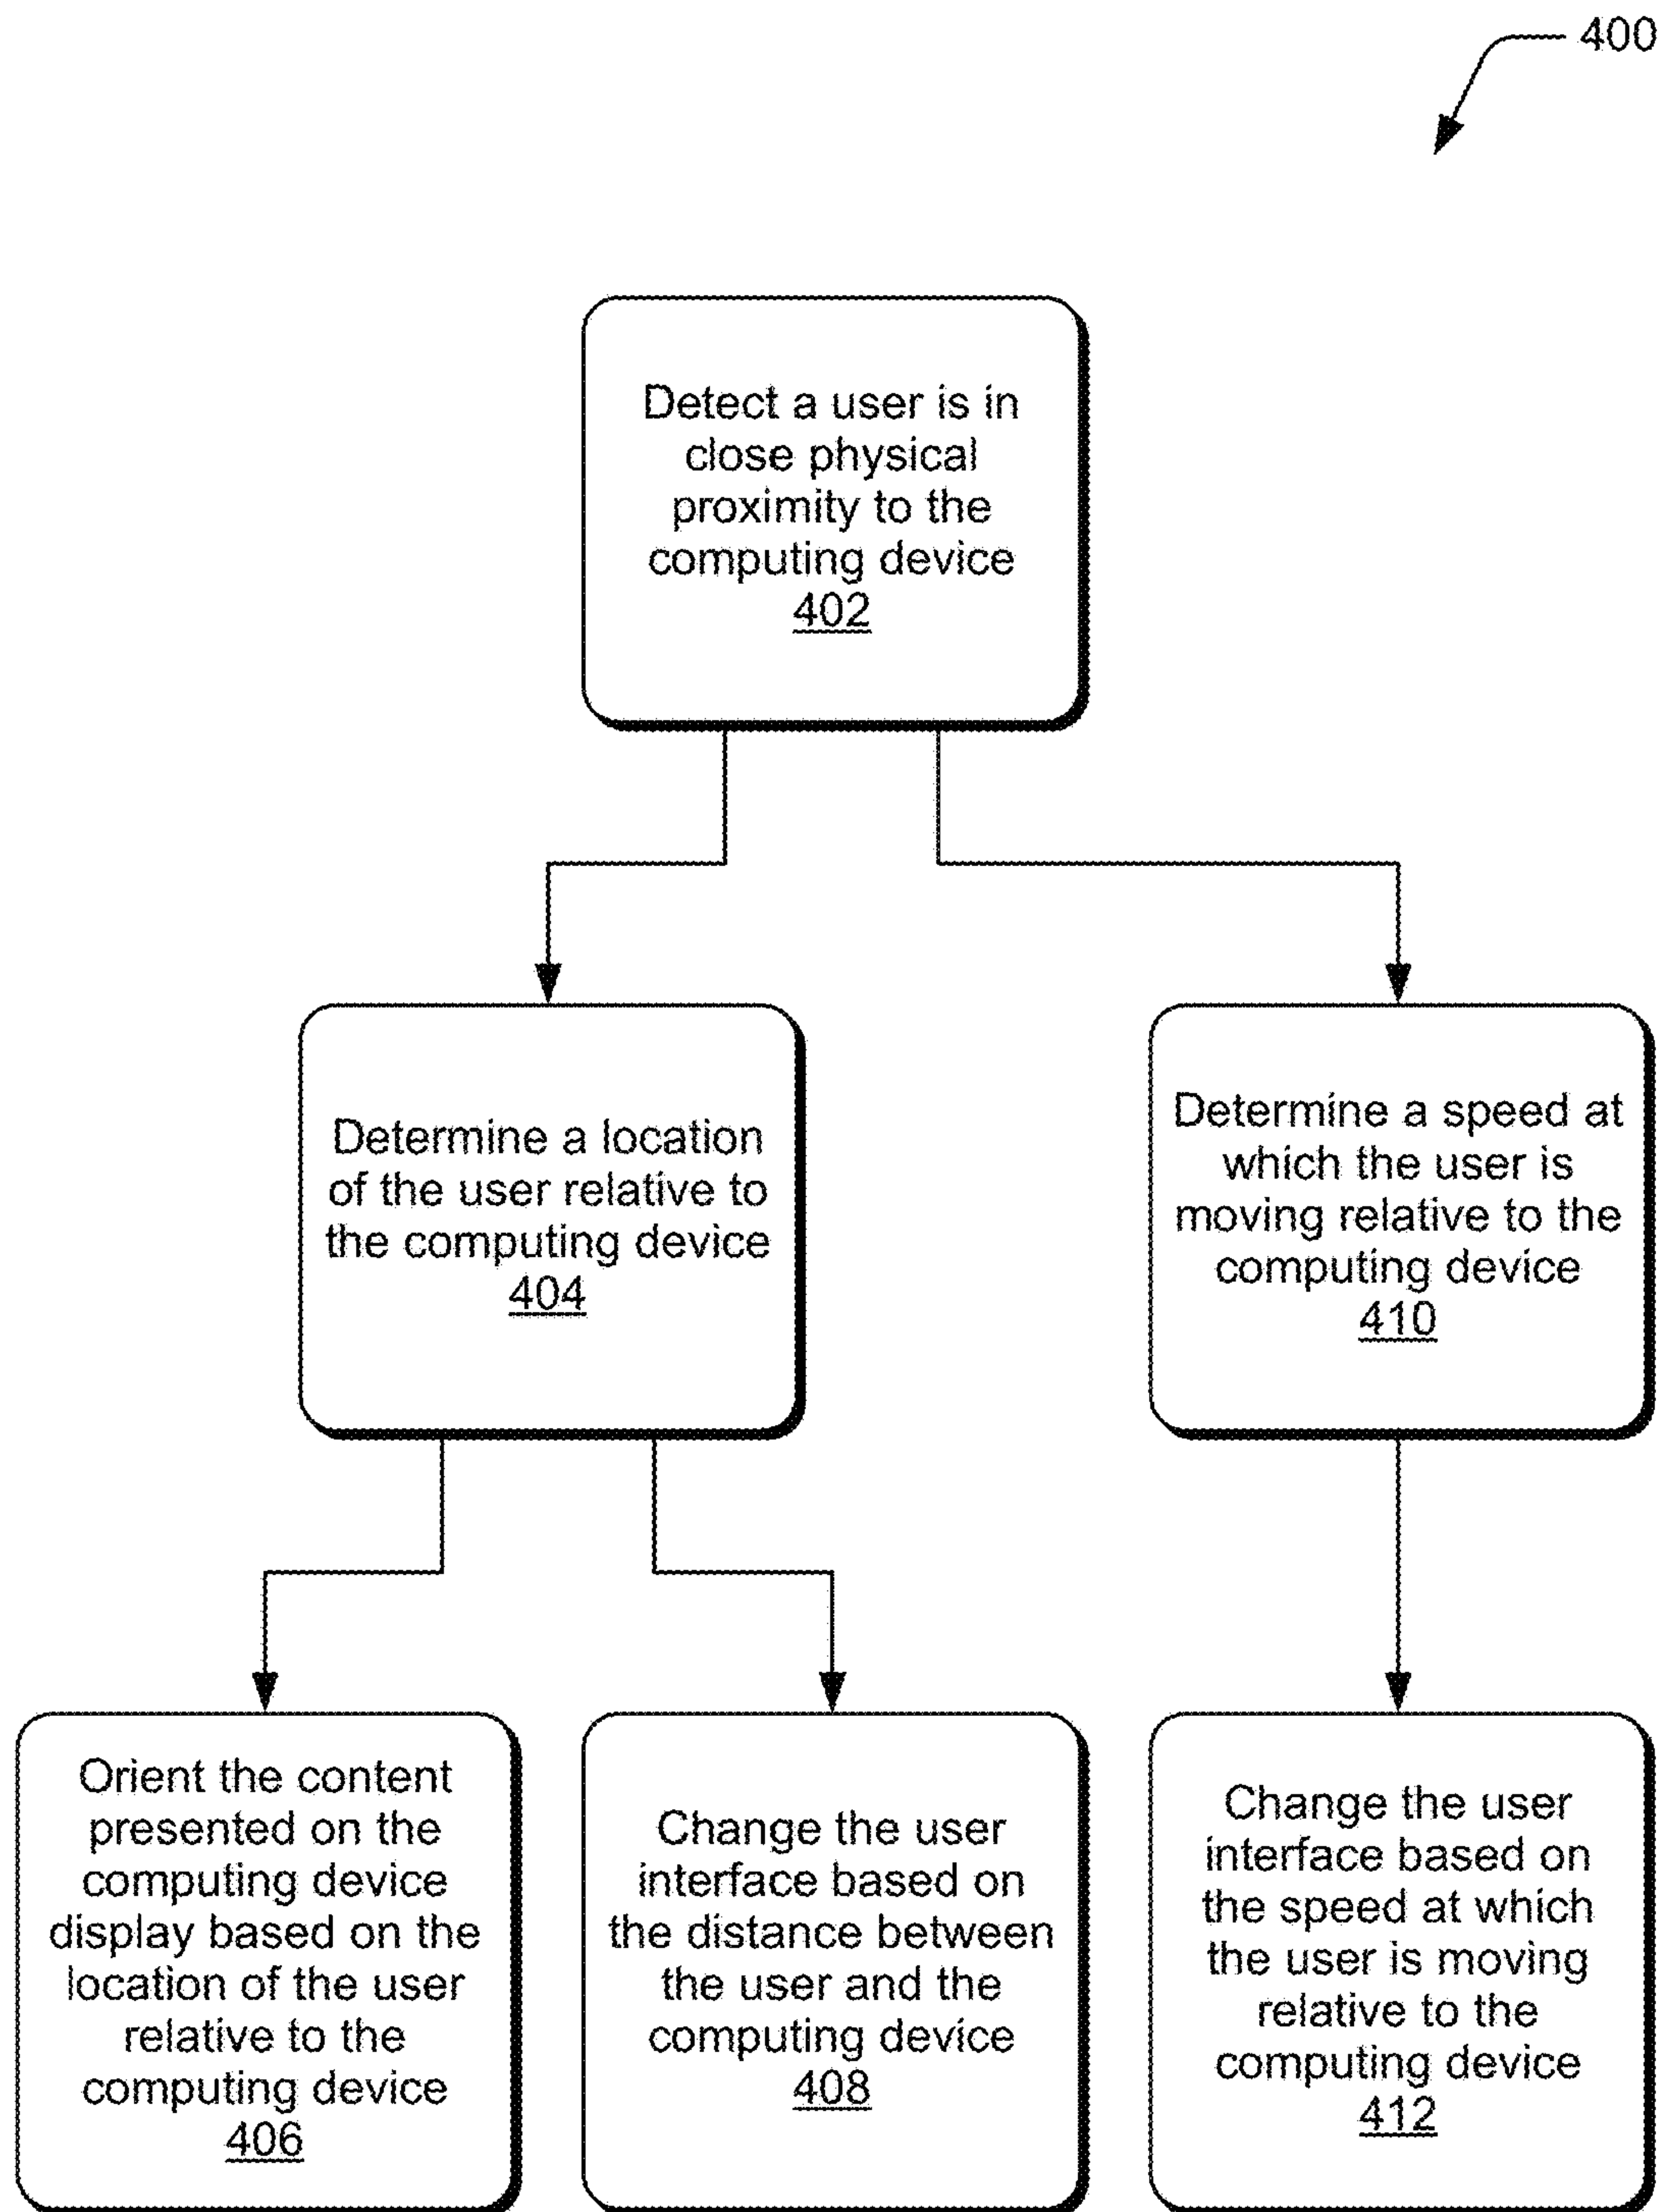 400
Detect a user is in
close physical
proximity to the
computing device
402
Determine a location
of the user relative to
the computing device
404
Determine a speed at
which the user is
moving relative to the
computing device
410
Orient the content
presented on the
computing device
display based on the
location of the user
relative to the
computing device
406
Change the user
interface based on
the distance between
the user and the
computing device
408
Change the user
interface based on
the speed at which
the user is moving
relative to the
computing device
412